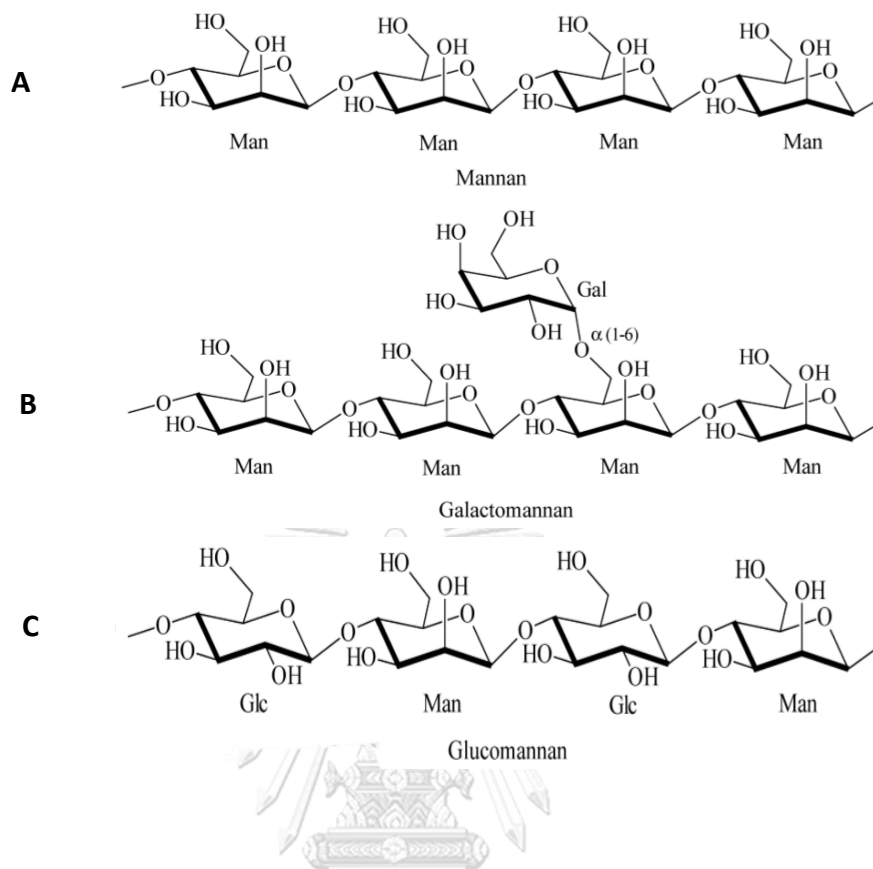 HO OH O O
HO OH O O
HO OH O O
HO OH O
A
HO HO HO HO
Man Man Man Man
Mannan
HO OH
O
Gal
HO
OH α (1-6)
O
HO OH O O
HO OH O O
OH O O
HO OH O
B
HO HO HO HO
Man Man Man Man
Galactomannan
HO O O
HO OH O O
HO O O
HO OH O
C
HO OH HO HO OH HO
Glc Man Glc Man
Glucomannan